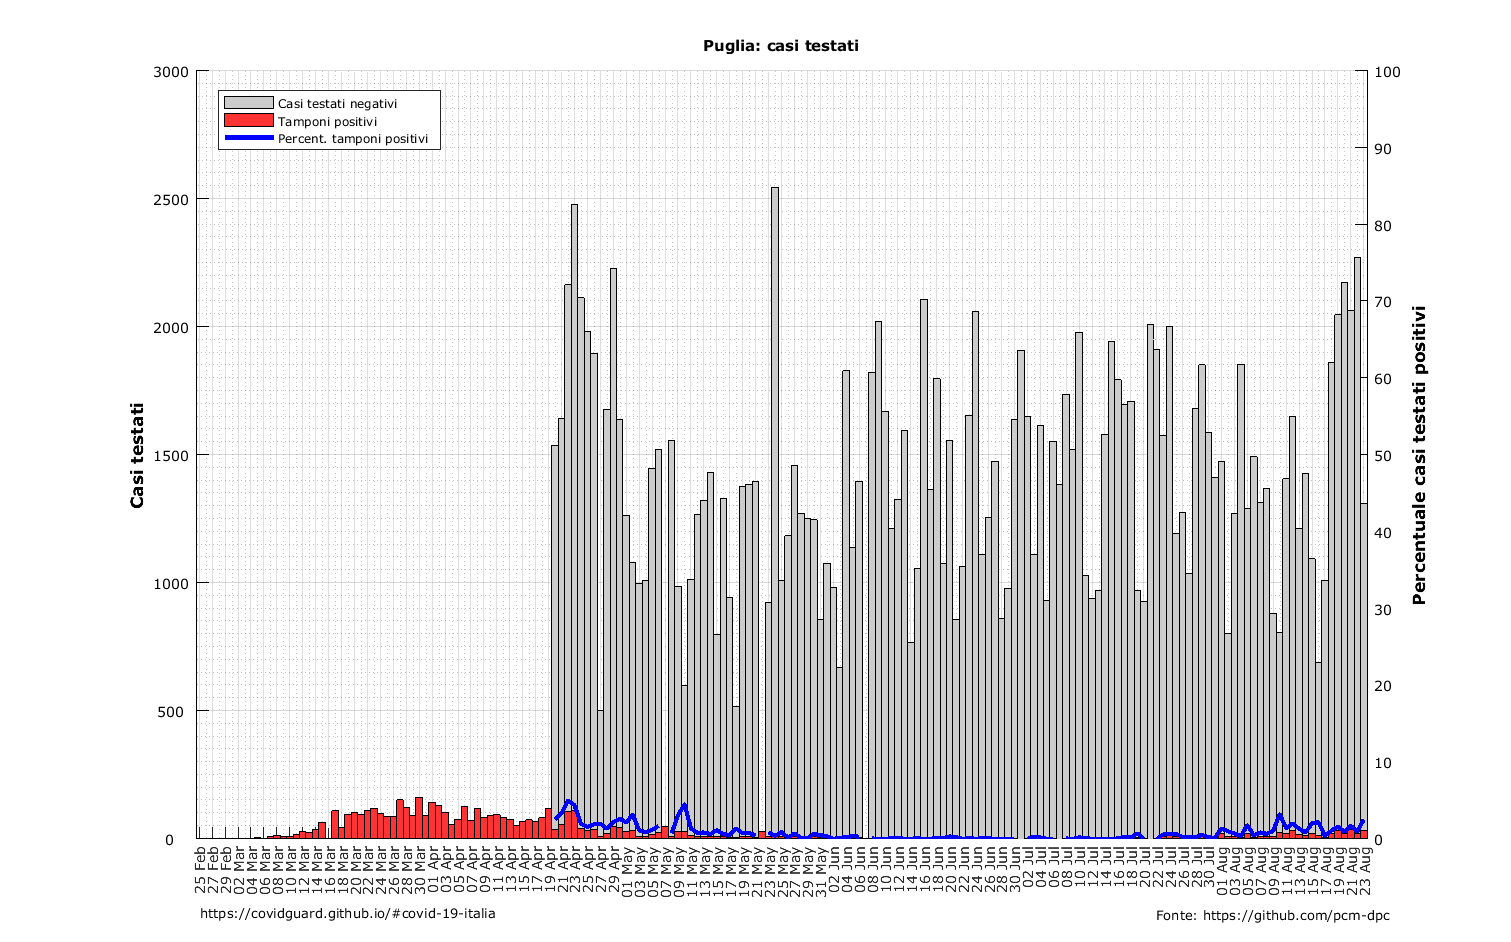 Puglia: casi testati
Casi testati negativi
Tamponi positivi
Percent. tamponi positivi
Casi testati
3000
2500
2000
1500
1000
500
0
100
90
80
70
60
50
40
30
20
10
0
Percentuale casi testati positivi
25 Feb
27 Feb
29 Feb
02 Mar
04 Mar
06 Mar
08 Mar
10 Mar
12 Mar
14 Mar
16 Mar
18 Mar
20 Mar
22 Mar
24 Mar
26 Mar
28 Mar
30 Mar
01 Apr
03 Apr
05 Apr
07 Apr
09 Apr
11 Apr
13 Apr
15 Apr
17 Apr
19 Apr
21 Apr
23 Apr
25 Apr
27 Apr
29 Apr
01 May
03 May
05 May
07 May
09 May
11 May
13 May
15 May
17 May
19 May
21 May
23 May
25 May
27 May
29 May
31 May
02 Jun
04 Jun
06 Jun
08 Jun
10 Jun
12 Jun
14 Jun
16 Jun
18 Jun
20 Jun
22 Jun
24 Jun
26 Jun
28 Jun
30 Jun
02 Jul
04 Jul
06 Jul
08 Jul
10 Jul
12 Jul
14 Jul
16 Jul
18 Jul
20 Jul
22 Jul
24 Jul
26 Jul
28 Jul
30 Jul
01 Aug
03 Aug
05 Aug
07 Aug
09 Aug
11 Aug
13 Aug
15 Aug
17 Aug
19 Aug
21 Aug
23 Aug
https://covidguard.github.io/#covid-19-italia
Fonte: https://github.com/pcm-dpc